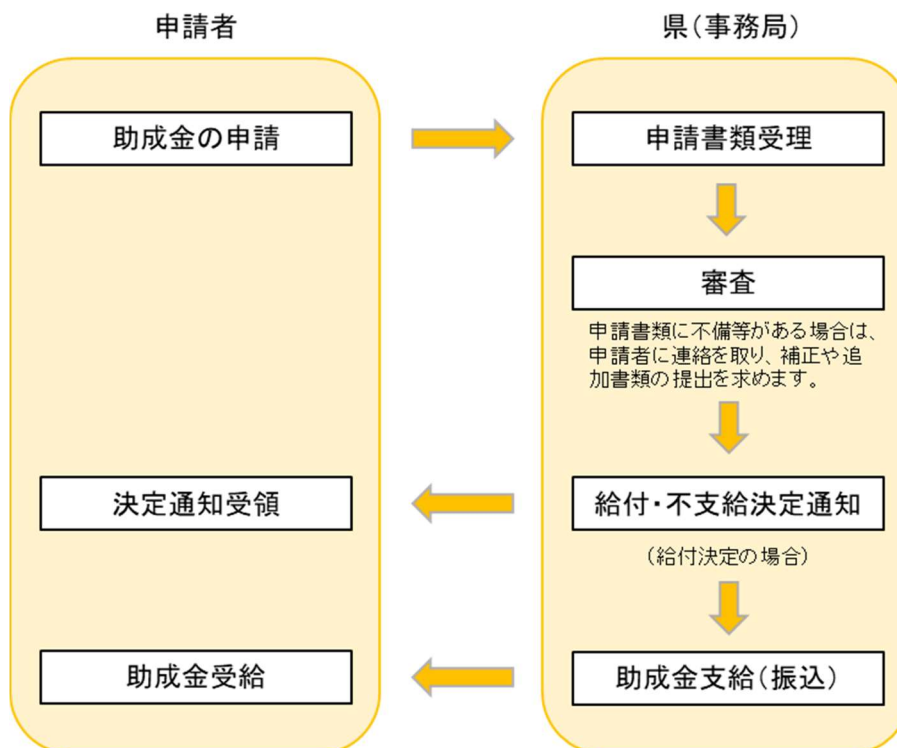 申請者
県(事務局)
助成金の申請
申請書類受理
審査
申請書類に不備等がある場合は、
申請者に連絡を取り、補正や追
加書類の提出を求めます。
決定通知受領
給付・不支給決定通知
(給付決定の場合)
助成金受給
助成金支給(振込)